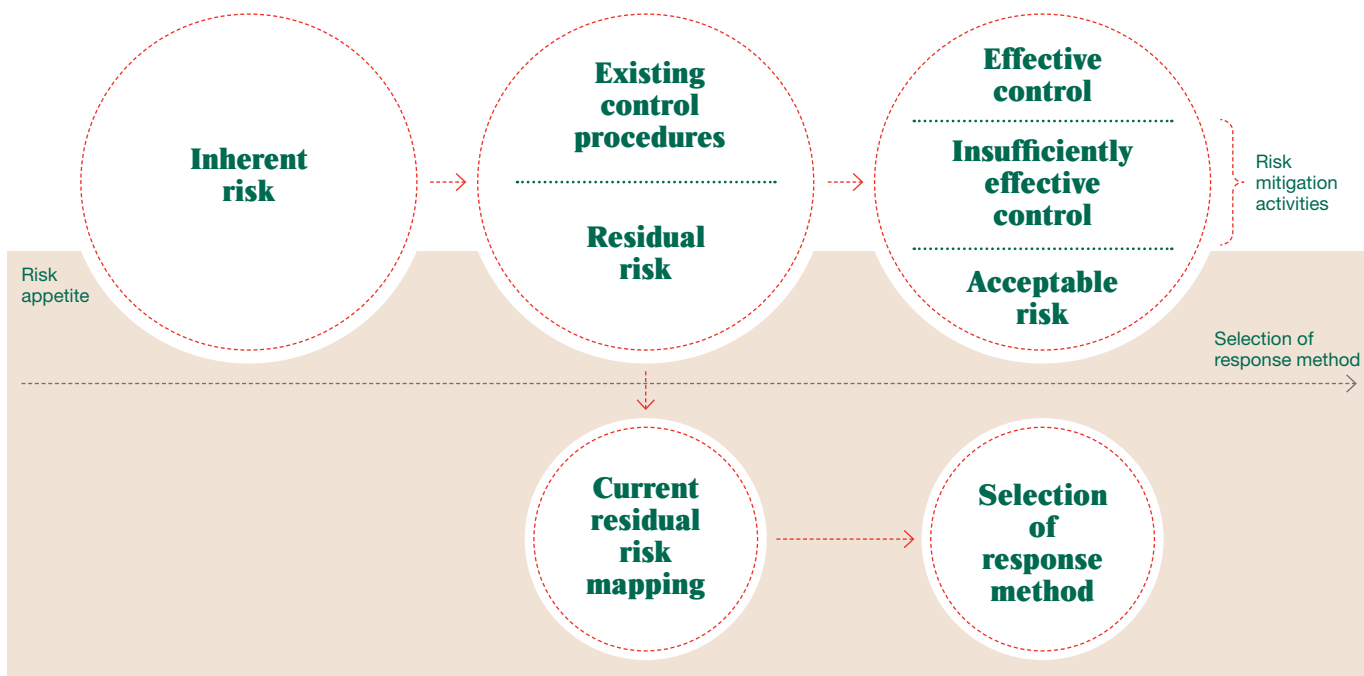 Inherent
risk
Existing
control
procedures
Residual
risk
Effective
control
Insufficiently
effective
control
Acceptable
risk
Risk
mitigation
activities
Risk
appetite
Selection of
response method
Current
residual
risk
mapping
Selection
of
response
method